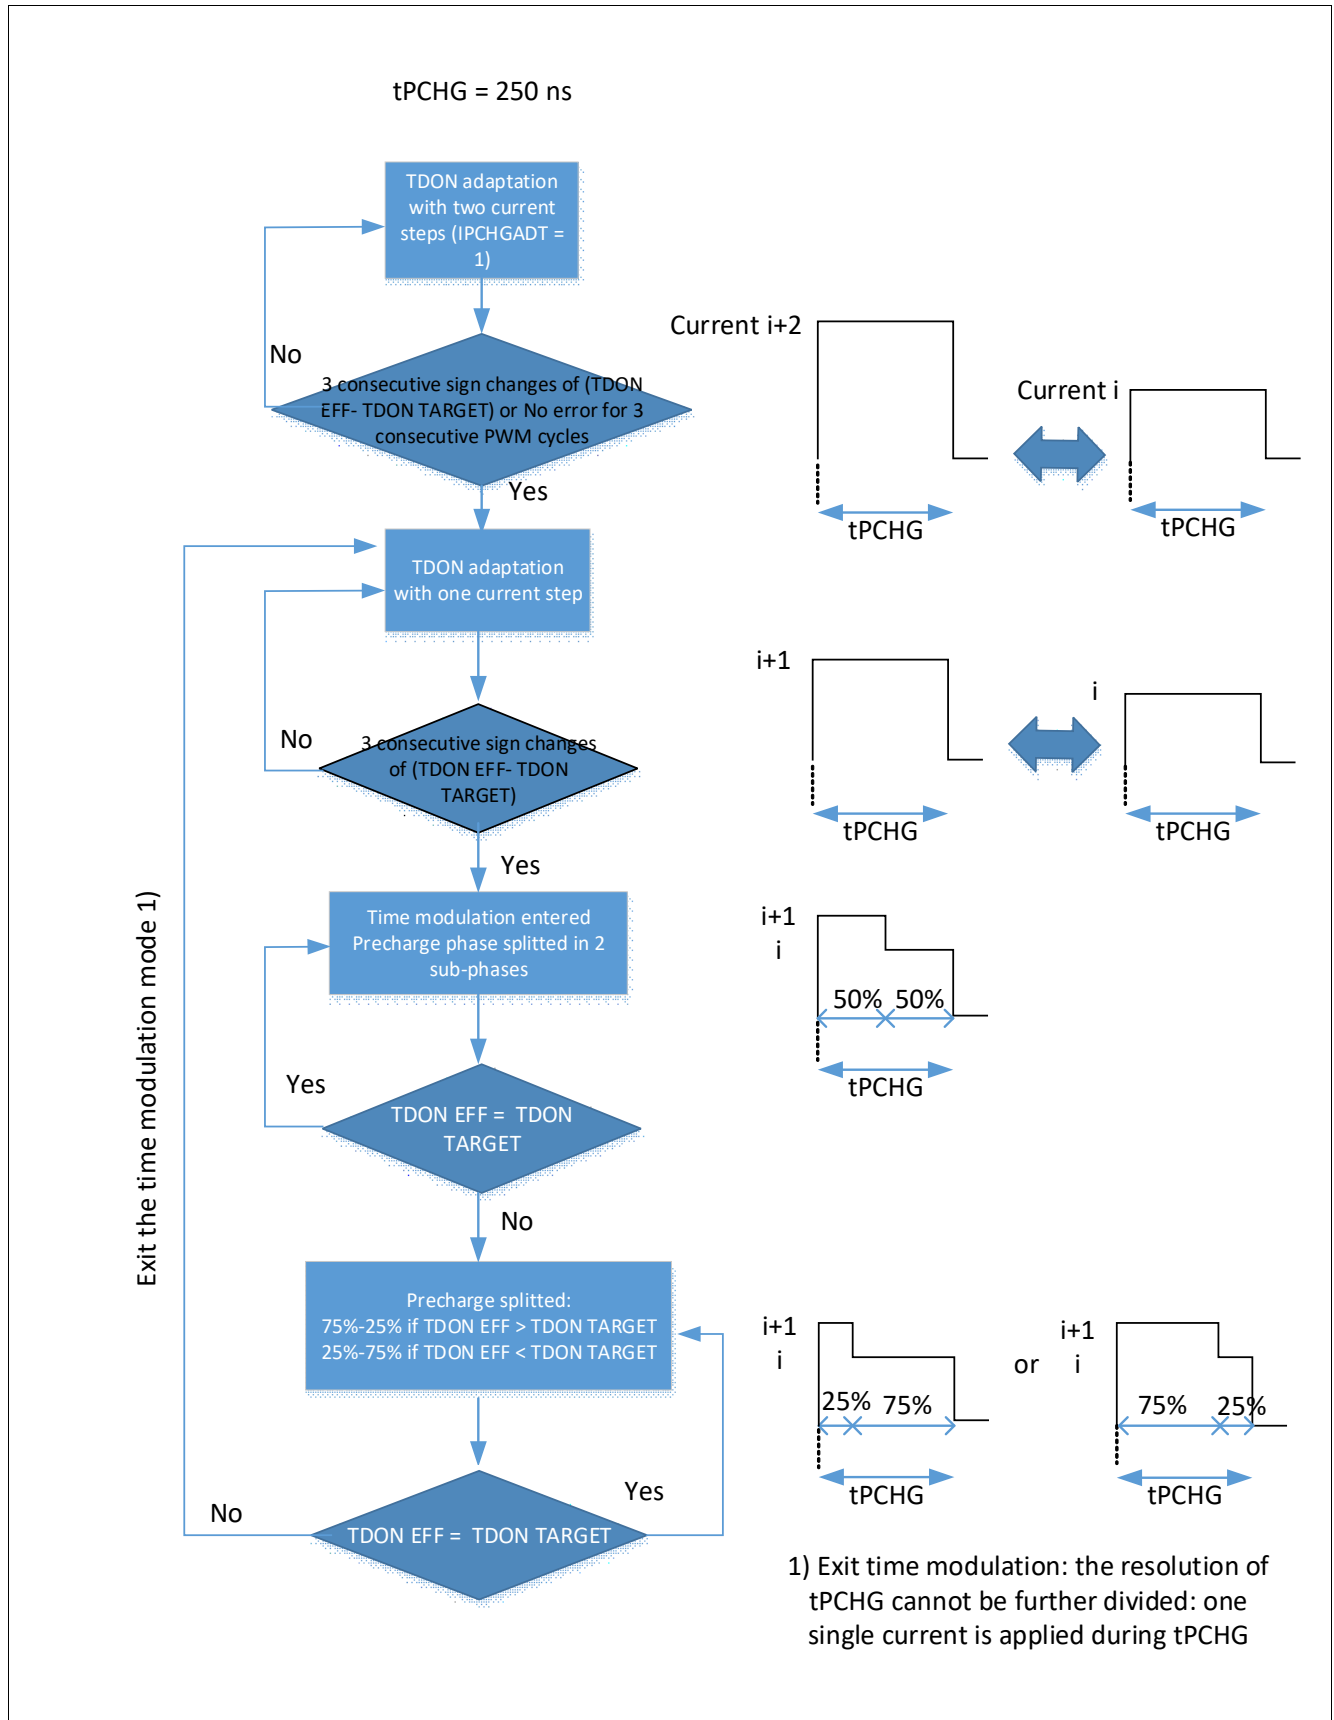 tPCHG = 250 ns
TDON adaptation
with two current
steps (IPCHGADT =
1)
No
3 consecutive sign changes of (TDON
EFF- TDON TARGET) or No error for 3
consecutive PWM cycles
Yes
Current i+2
tPCHG
Current i
tPCHG
TDON adaptation
with one current step
No
3 consecutive sign changes
of (TDON EFF- TDON
TARGET)
Yes
i+1
tPCHG
i
tPCHG
Time modulation entered
Precharge phase splitted in 2
sub-phases
i+1
i
50%
50%
tPCHG
Yes
TDON EFF =  TDON
TARGET
No
Exit the time modulation mode 1)
Precharge splitted:
75%-25% if TDON EFF > TDON TARGET
25%-75% if TDON EFF < TDON TARGET
i+1
i
25%
75%
tPCHG
or
i+1
i
75%
25%
tPCHG
No
TDON EFF =  TDON TARGET
Yes
1) Exit time modulation: the resolution of
tPCHG cannot be further divided: one
single current is applied during tPCHG